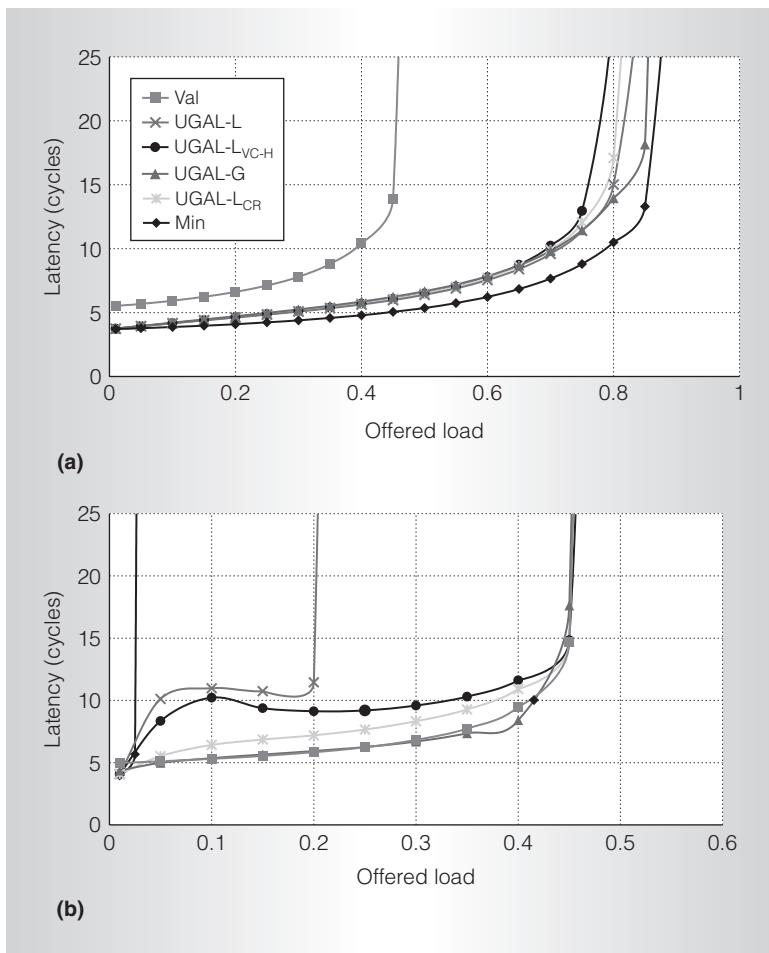 25
20
15
10
5
0
Latency (cycles)
Val
UGAL-L
UGAL-LVC-H
UGAL-G
UGAL-LCR
Min
0 0.2 0.4 0.6 0.8 1
Offered load
(a)
25
20
15
10
5
0
Latency (cycles)
0 0.1 0.2 0.3 0.4 0.5 0.6
Offered load
(b)